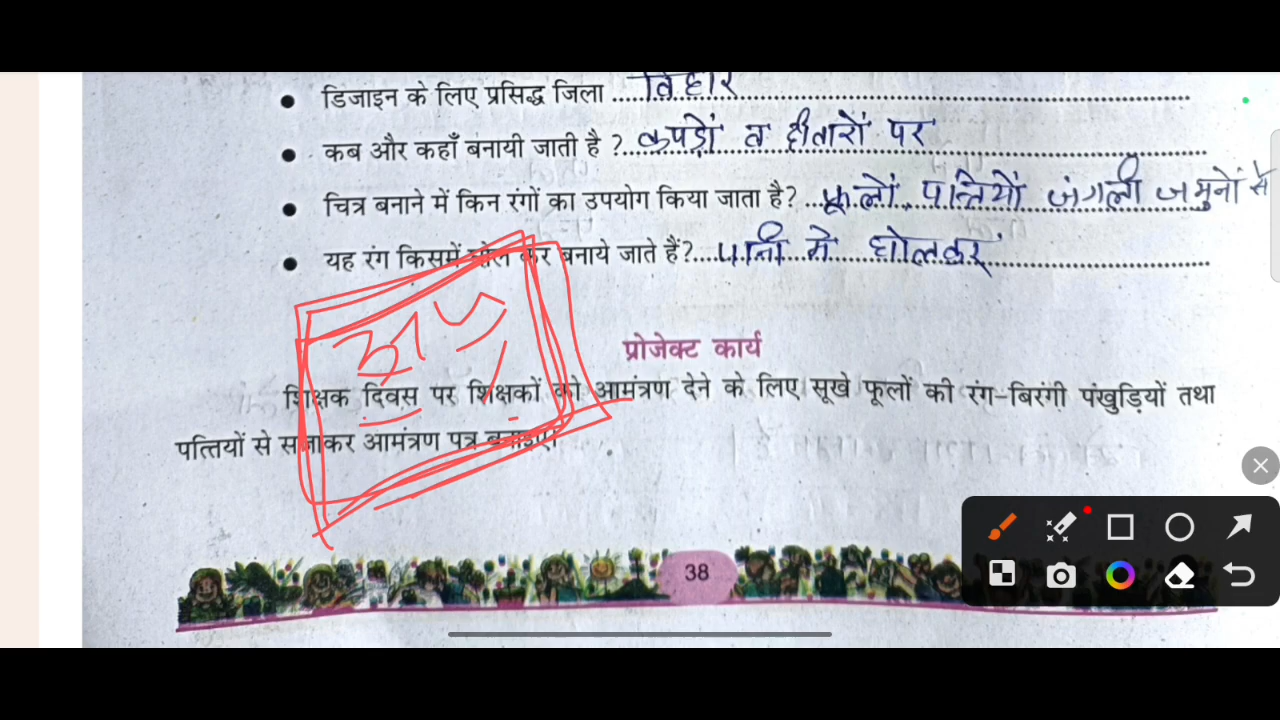 डिजाइन के लिए प्रसिद्ध जिला ..... बिहार
कब और कहाँ बनायी जाती है ? ..... कपड़ों व दीवारों पर
चित्र बनाने में किन रंगों का उपयोग किया जाता है? ... फूलों, पत्तियों जंगली जमुनों से
यह रंग किसमें घोल कर बनाये जाते हैं? .... पानी में घोलकर
प्रोजेक्ट कार्य
शिक्षक दिवस पर शिक्षकों को आमंत्रण देने के लिए सूखे फूलों की रंग-बिरंगी पंखुड़ियों तथा
पत्तियों से सजाकर आमंत्रण पत्र बनाइए।
38